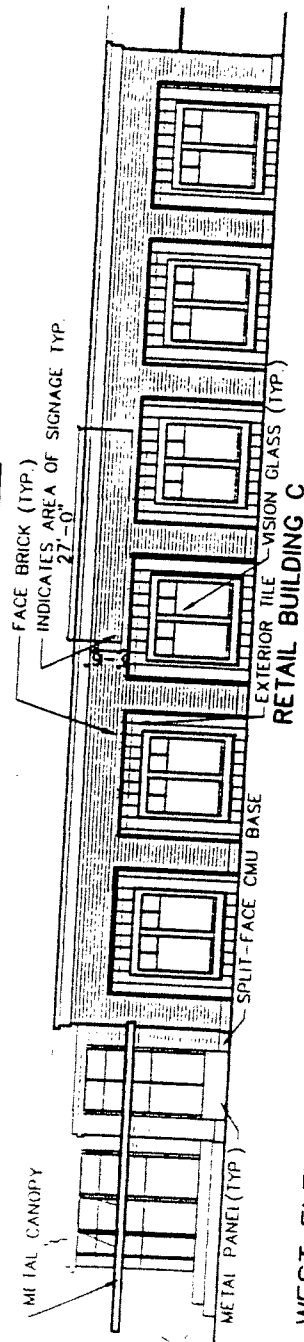 METAL CANOPY
FACE BRICK (TYP.)
INDICATES AREA OF SIGNAGE TYP.
27'-0"
METAL PANEL (TYP.)
SPLIT-FACE CMU BASE
EXTERIOR TILE
VISION GLASS (TYP.)
RETAIL BUILDING C
WEST